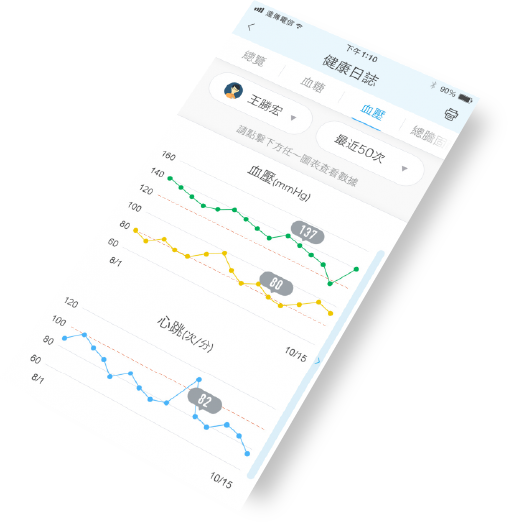 遠傳電信
下午1:10
90%
健康日誌
總覽
血糖
血壓
總膽固
王勝宏
最近50次
請點擊下方任一圖表查看數據
血壓(mmHg)
160
140
120
100
80
60
137
80
8/1
10/15
心跳(次/分)
120
100
80
60
82
8/1
10/15